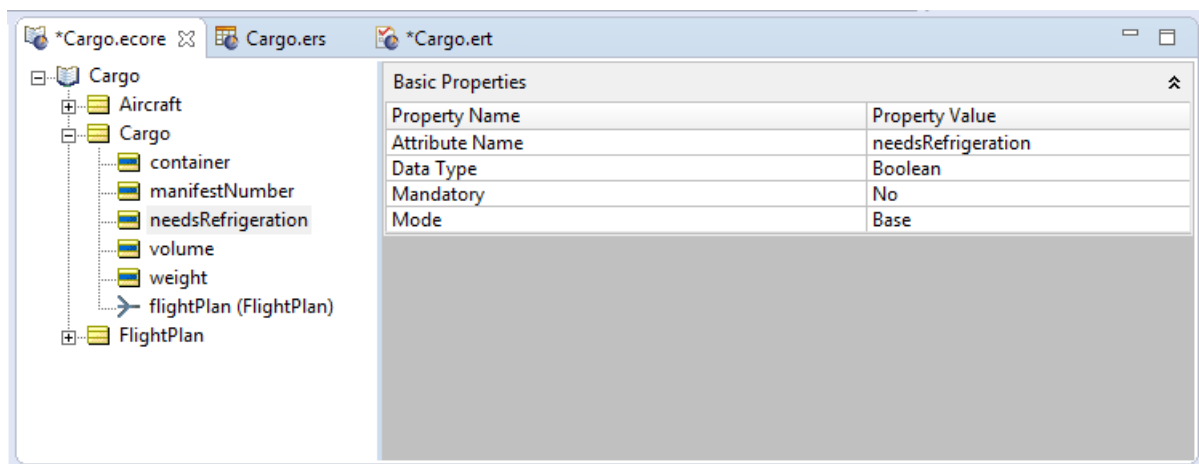 *Cargo.ecore Cargo.ers *Cargo.ert
Cargo
Aircraft
Cargo
container
manifestNumber
needsRefrigeration
volume
weight
flightPlan (FlightPlan)
FlightPlan
Basic Properties
Property Name Property Value
Attribute Name needsRefrigeration
Data Type Boolean
Mandatory No
Mode Base